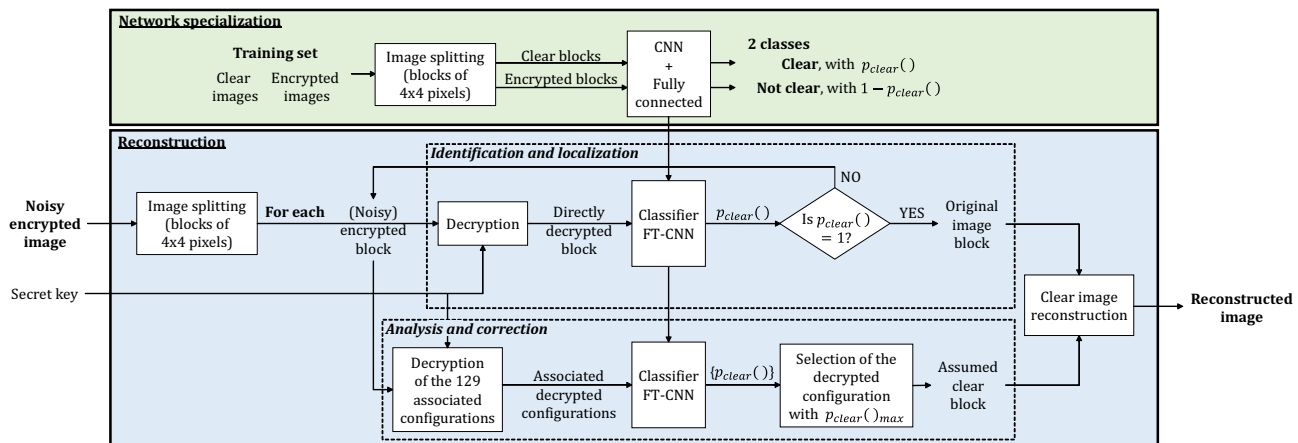 Network specialization
Training set
Clear
images
Encrypted
images
Image splitting
(blocks of
4x4 pixels)
Clear blocks
Encrypted blocks
CNN
+
Fully
connected
2 classes
Clear, with p_clear()
Not clear, with 1 − p_clear()
Reconstruction
Identification and localization
Noisy
encrypted
image
Image splitting
(blocks of
4x4 pixels)
For each
(Noisy)
encrypted
block
Decryption
Directly
decrypted
block
Classifier
FT-CNN
p_clear()
Is p_clear()
= 1?
NO
YES
Original
image
block
Secret key
Analysis and correction
Decryption
of the 129
associated
configurations
Associated
decrypted
configurations
Classifier
FT-CNN
{p_clear()}
Selection of the
decrypted
configuration
with p_clear()_max
Assumed
clear
block
Clear image
reconstruction
Reconstructed
image